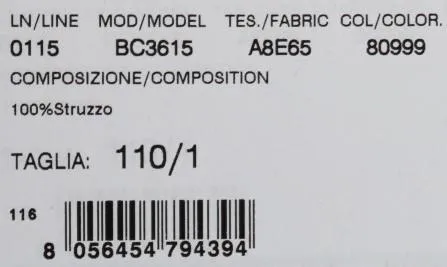 LN/LINE MOD/MODEL TES./FABRIC COL/COLOR.
0115 BC3615 A8E65 80999
COMPOSIZIONE/COMPOSITION
100%Struzzo
TAGLIA: 110/1
116
8 056454 794394